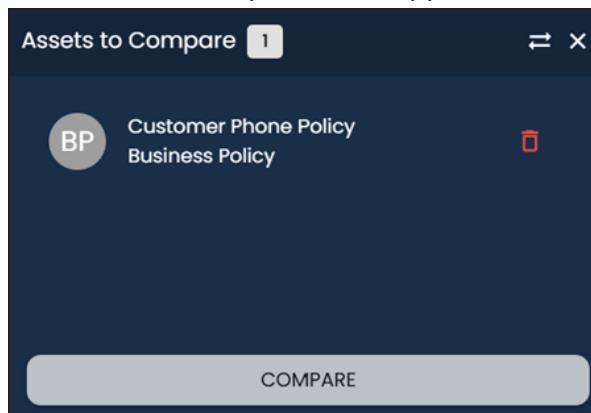 Assets to Compare 1
BP
Customer Phone Policy
Business Policy
COMPARE